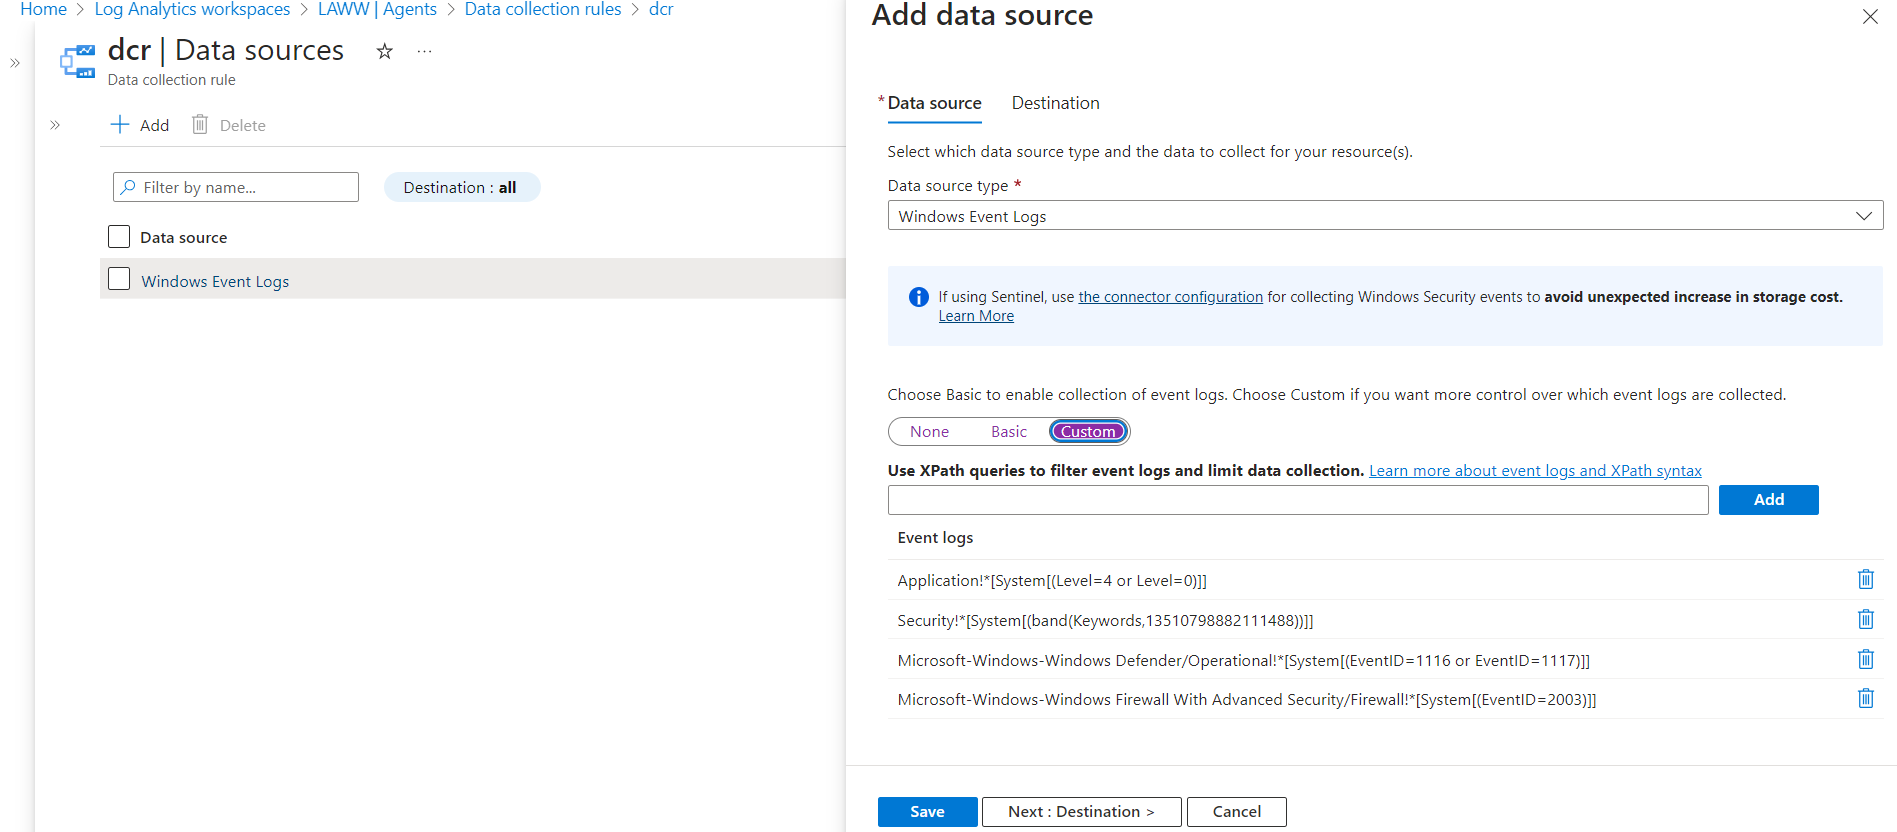 Home > Log Analytics workspaces > LAWW | Agents > Data collection rules > dcr
dcr | Data sources
Data collection rule
Add Delete
Filter by name...
Destination : all
Data source
Windows Event Logs
Add data source
* Data source Destination
Select which data source type and the data to collect for your resource(s).
Data source type *
Windows Event Logs
If using Sentinel, use the connector configuration for collecting Windows Security events to avoid unexpected increase in storage cost.
Learn More
Choose Basic to enable collection of event logs. Choose Custom if you want more control over which event logs are collected.
None Basic Custom
Use XPath queries to filter event logs and limit data collection. Learn more about event logs and XPath syntax
Add
Event logs
Application!*[System[(Level=4 or Level=0)]]
Security!*[System[(band(Keywords,13510798882111488))]]
Microsoft-Windows-Windows Defender/Operational!*[System[(EventID=1116 or EventID=1117)]]
Microsoft-Windows-Windows Firewall With Advanced Security/Firewall!*[System[(EventID=2003)]]
Save Next : Destination > Cancel